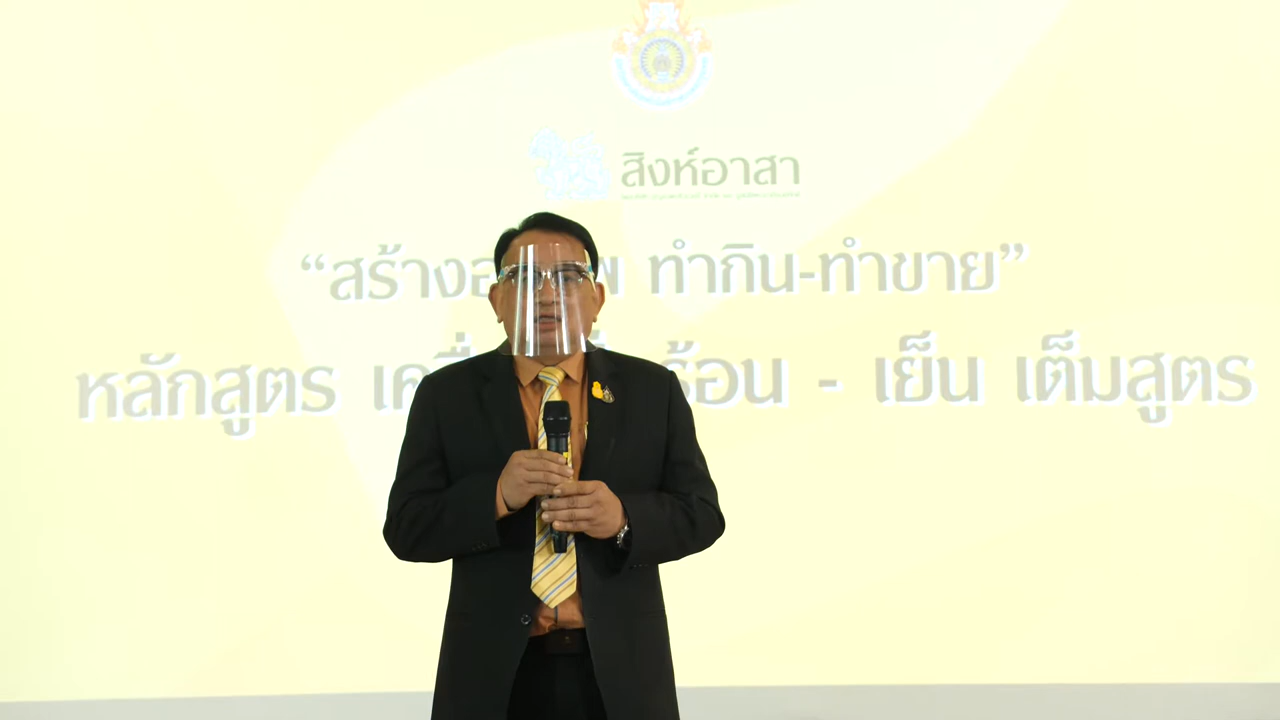 สิงห์อาสา
“สร้าง ทำกิน-ทำขาย”
หลักสูตร ร้อน - เย็น เต็มสูตร